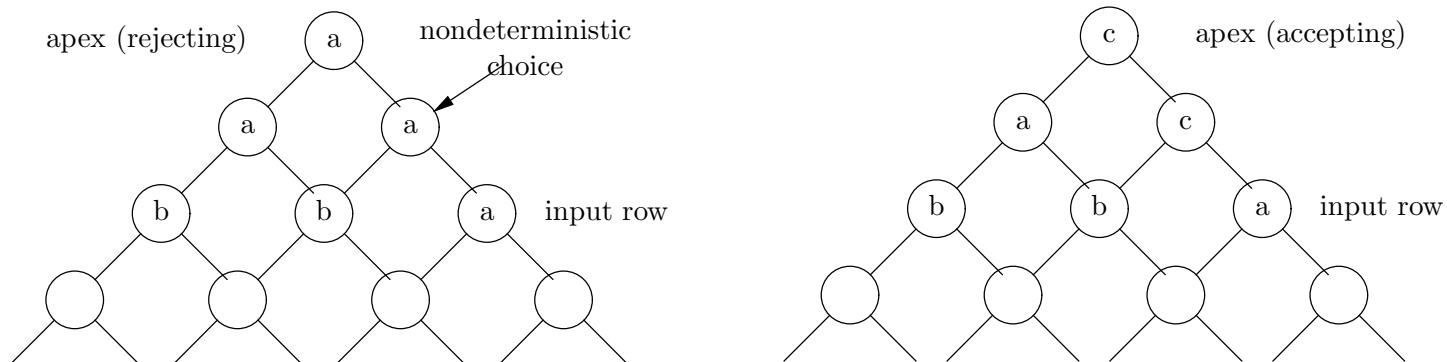 apex (rejecting)
a
nondeterministic
choice
a
a
b
b
a
input row
c
apex (accepting)
a
c
b
b
a
input row